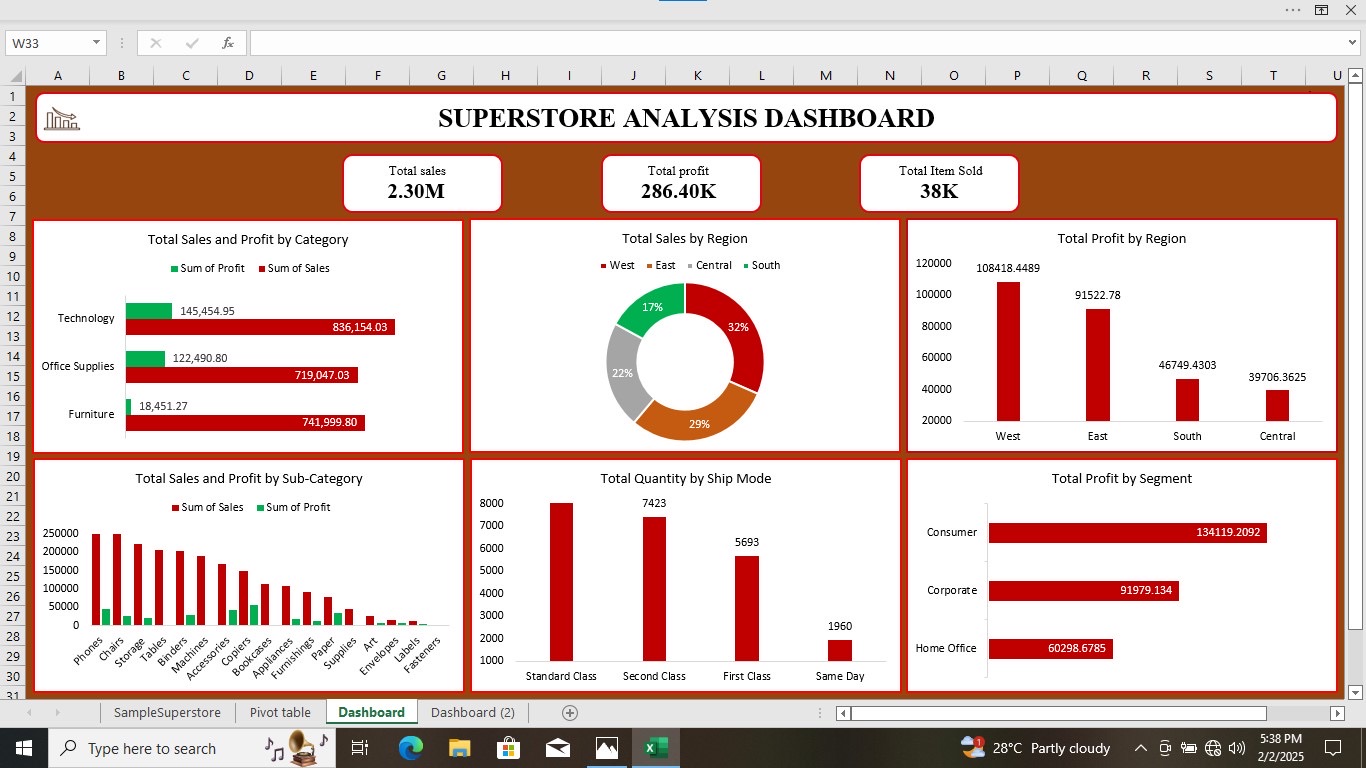 W33
fx
A B C D E F G H I J K L M N O P Q R S T U
1
2
3
4
5
6
7
8
9
10
11
12
13
14
15
16
17
18
19
20
21
22
23
24
25
26
27
28
29
30
31
SUPERSTORE ANALYSIS DASHBOARD
Total sales
2.30M
Total profit
286.40K
Total Item Sold
38K
Total Sales and Profit by Category
Sum of Profit Sum of Sales
Technology 145,454.95
836,154.03
Office Supplies 122,490.80
719,047.03
Furniture 18,451.27
741,999.80
Total Sales by Region
West East Central South
17%
32%
22%
29%
Total Profit by Region
120000
100000
80000
60000
40000
20000
108418.4489
91522.78
46749.4303
39706.3625
West East South Central
Total Sales and Profit by Sub-Category
Sum of Sales Sum of Profit
250000
200000
150000
100000
50000
0
Phones Chairs Storage Tables Binders Machines Accessories Copiers Bookcases Appliances Furnishings Paper Supplies Art Envelopes Labels Fasteners
Total Quantity by Ship Mode
8000
7000
6000
5000
4000
3000
2000
1000
7423
5693
1960
Standard Class Second Class First Class Same Day
Total Profit by Segment
Consumer 134119.2092
Corporate 91979.134
Home Office 60298.6785
SampleSuperstore Pivot table Dashboard Dashboard (2)
Type here to search
1
28°C Partly cloudy
5:38 PM
2/2/2025